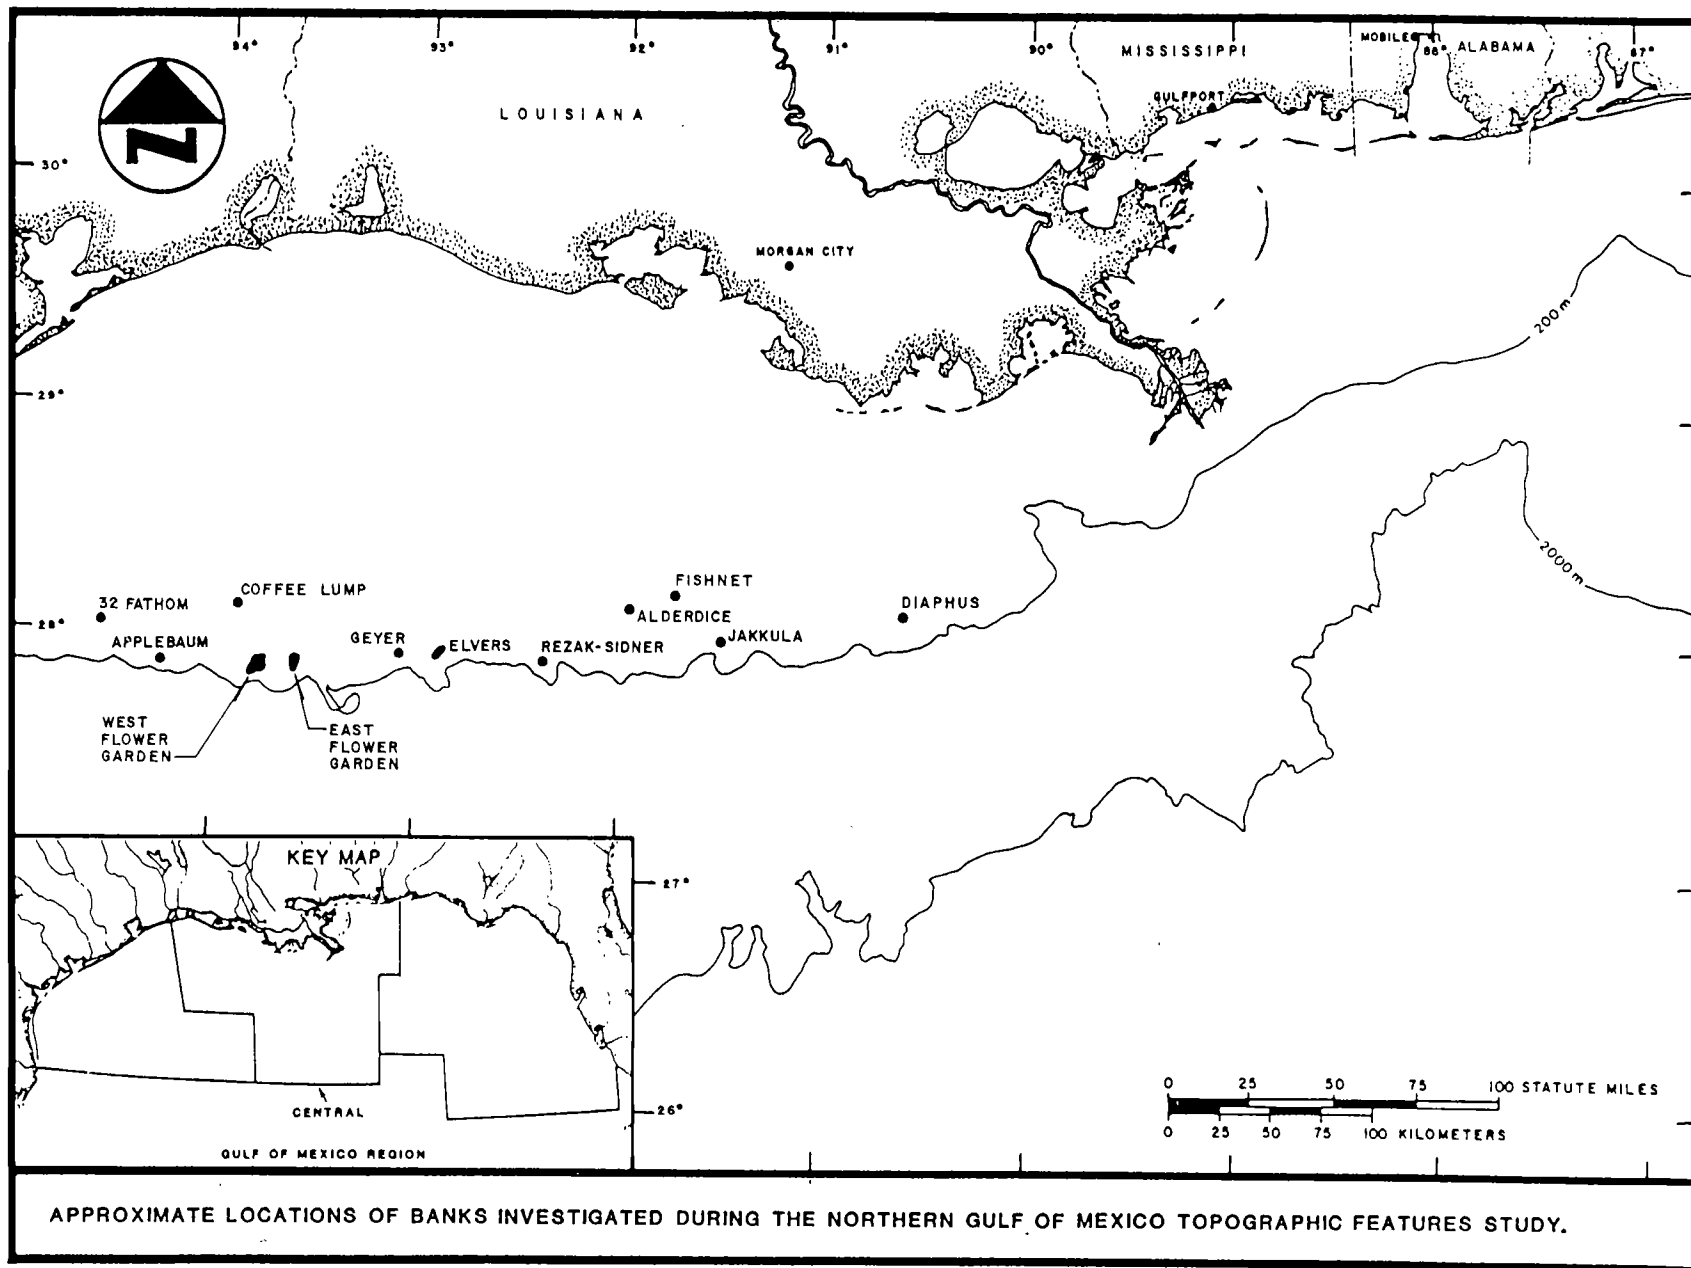 94°
93°
92°
91°
90°
MISSISSIPPI
MOBILE
88°
ALABAMA
87°
LOUISIANA
GULFPORT
N
30°
MORGAN CITY
200 m
29°
2000 m
FISHNET
COFFEE LUMP
32 FATHOM
DIAPHUS
28°
ALDERDICE
APPLEBAUM
GEYER
ELVERS
REZAK-SIDNER
JAKKULA
WEST
FLOWER
GARDEN
EAST
FLOWER
GARDEN
KEY MAP
27°
CENTRAL
26°
GULF OF MEXICO REGION
0 25 50 75 100 STATUTE MILES
0 25 50 75 100 KILOMETERS
APPROXIMATE LOCATIONS OF BANKS INVESTIGATED DURING THE NORTHERN GULF OF MEXICO TOPOGRAPHIC FEATURES STUDY.